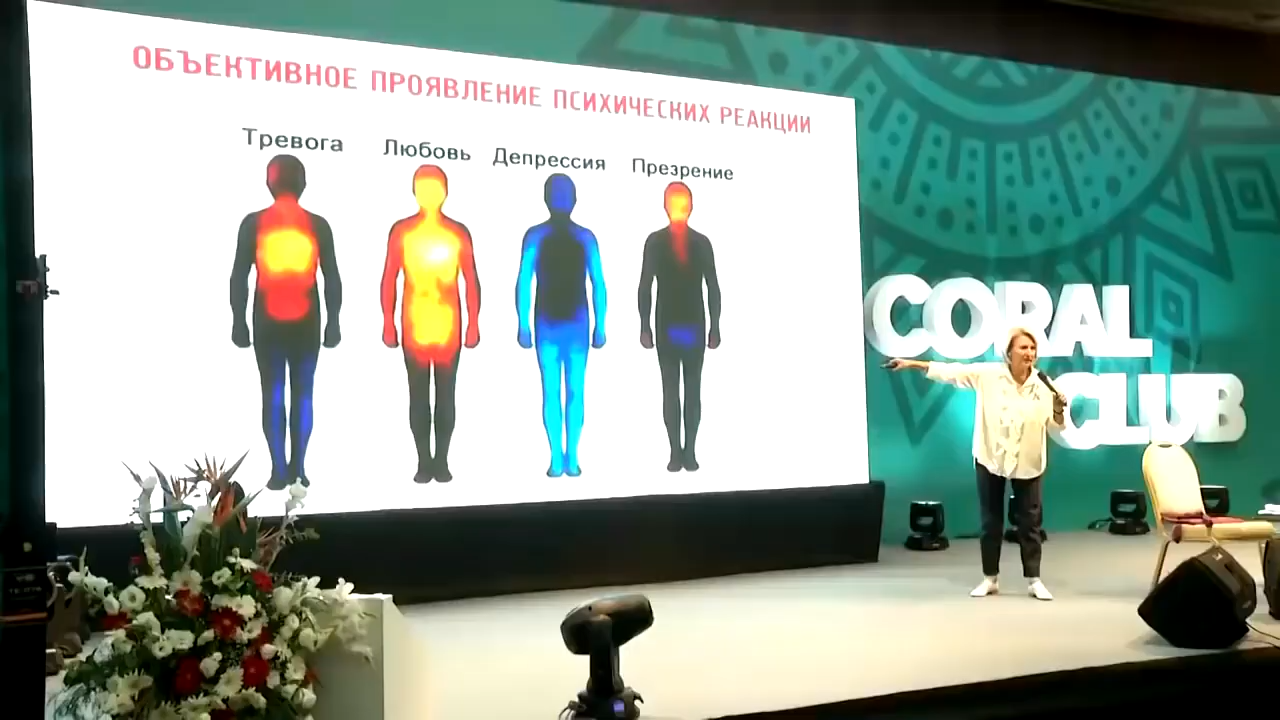 ОБЪЕКТИВНОЕ ПРОЯВЛЕНИЕ ПСИХИЧЕСКИХ РЕАКЦИИ
Тревога Любовь Депрессия Презрение
CORAL
CLUB